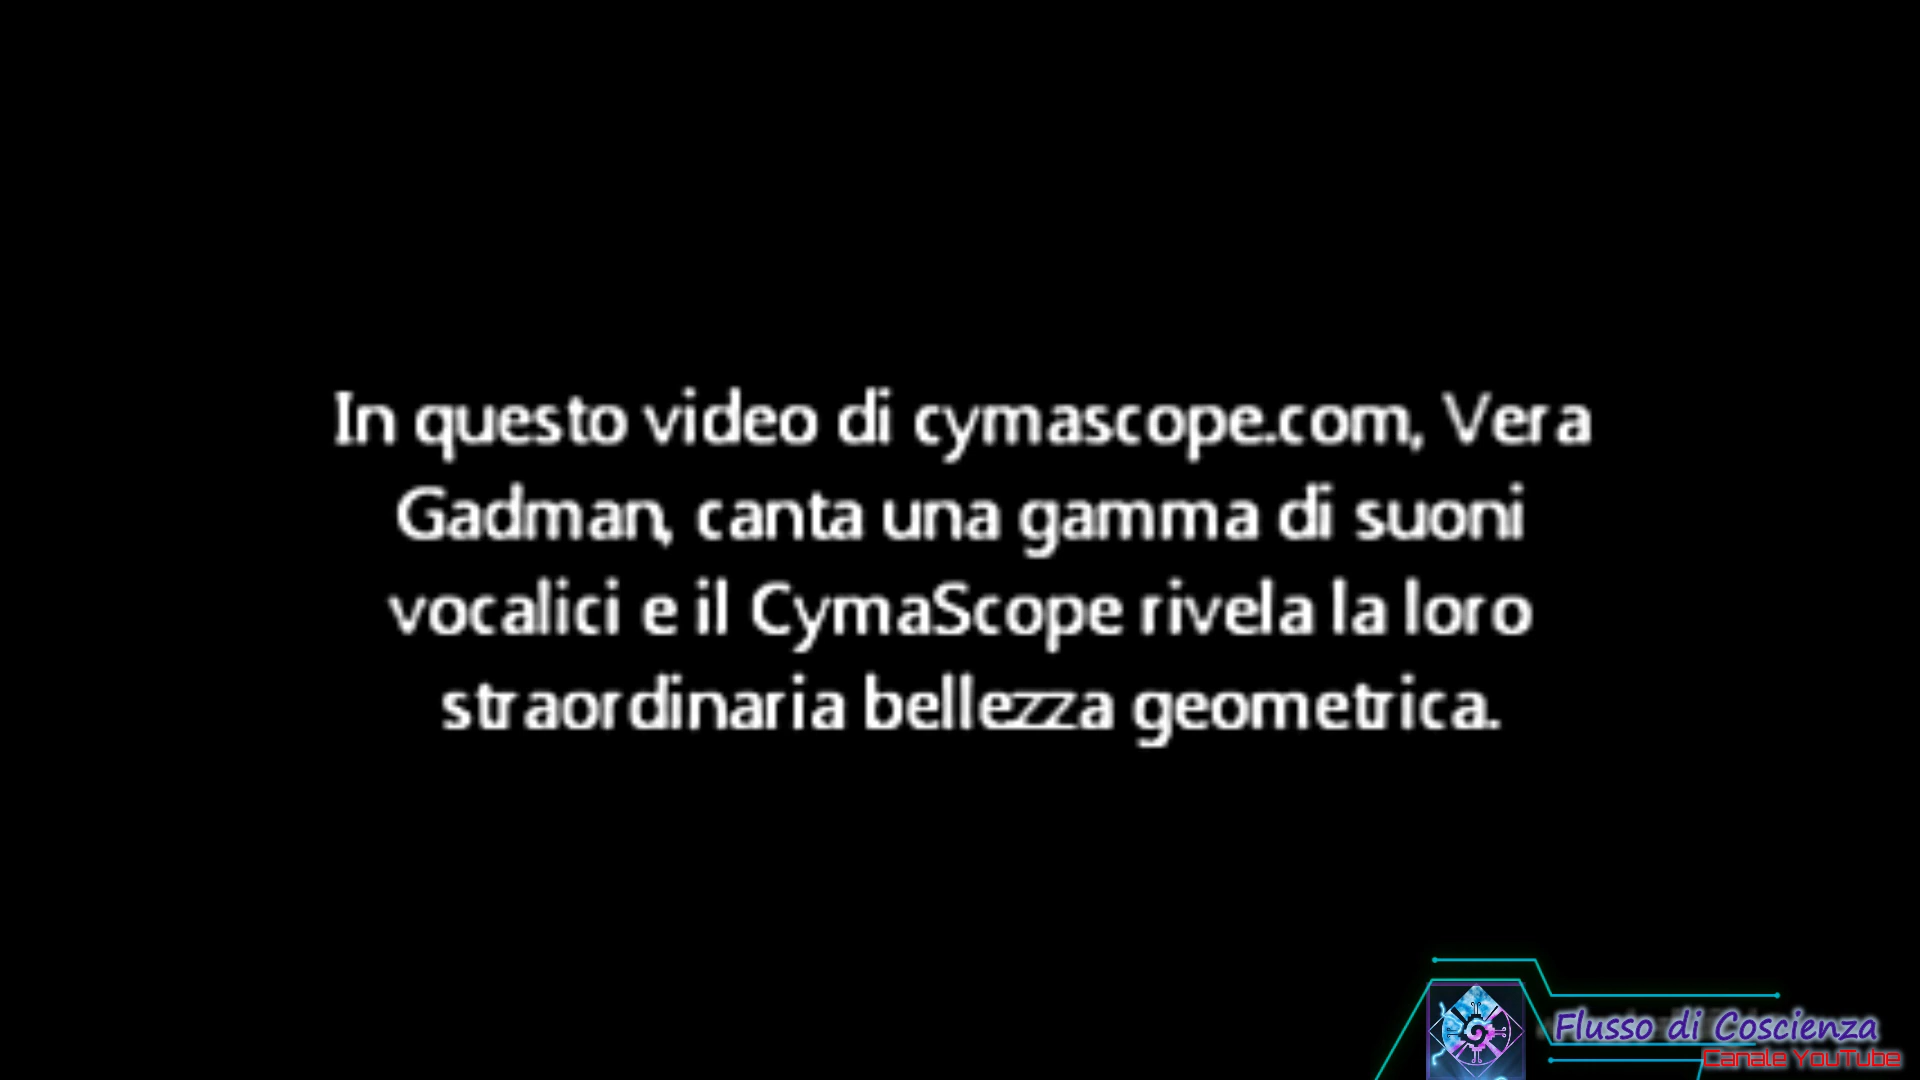 In questo video di cymascope.com, Vera
Gadman, canta una gamma di suoni
vocalici e il CymaScope rivela la loro
straordinaria bellezza geometrica.
Flusso di Coscienza
Canale YouTube